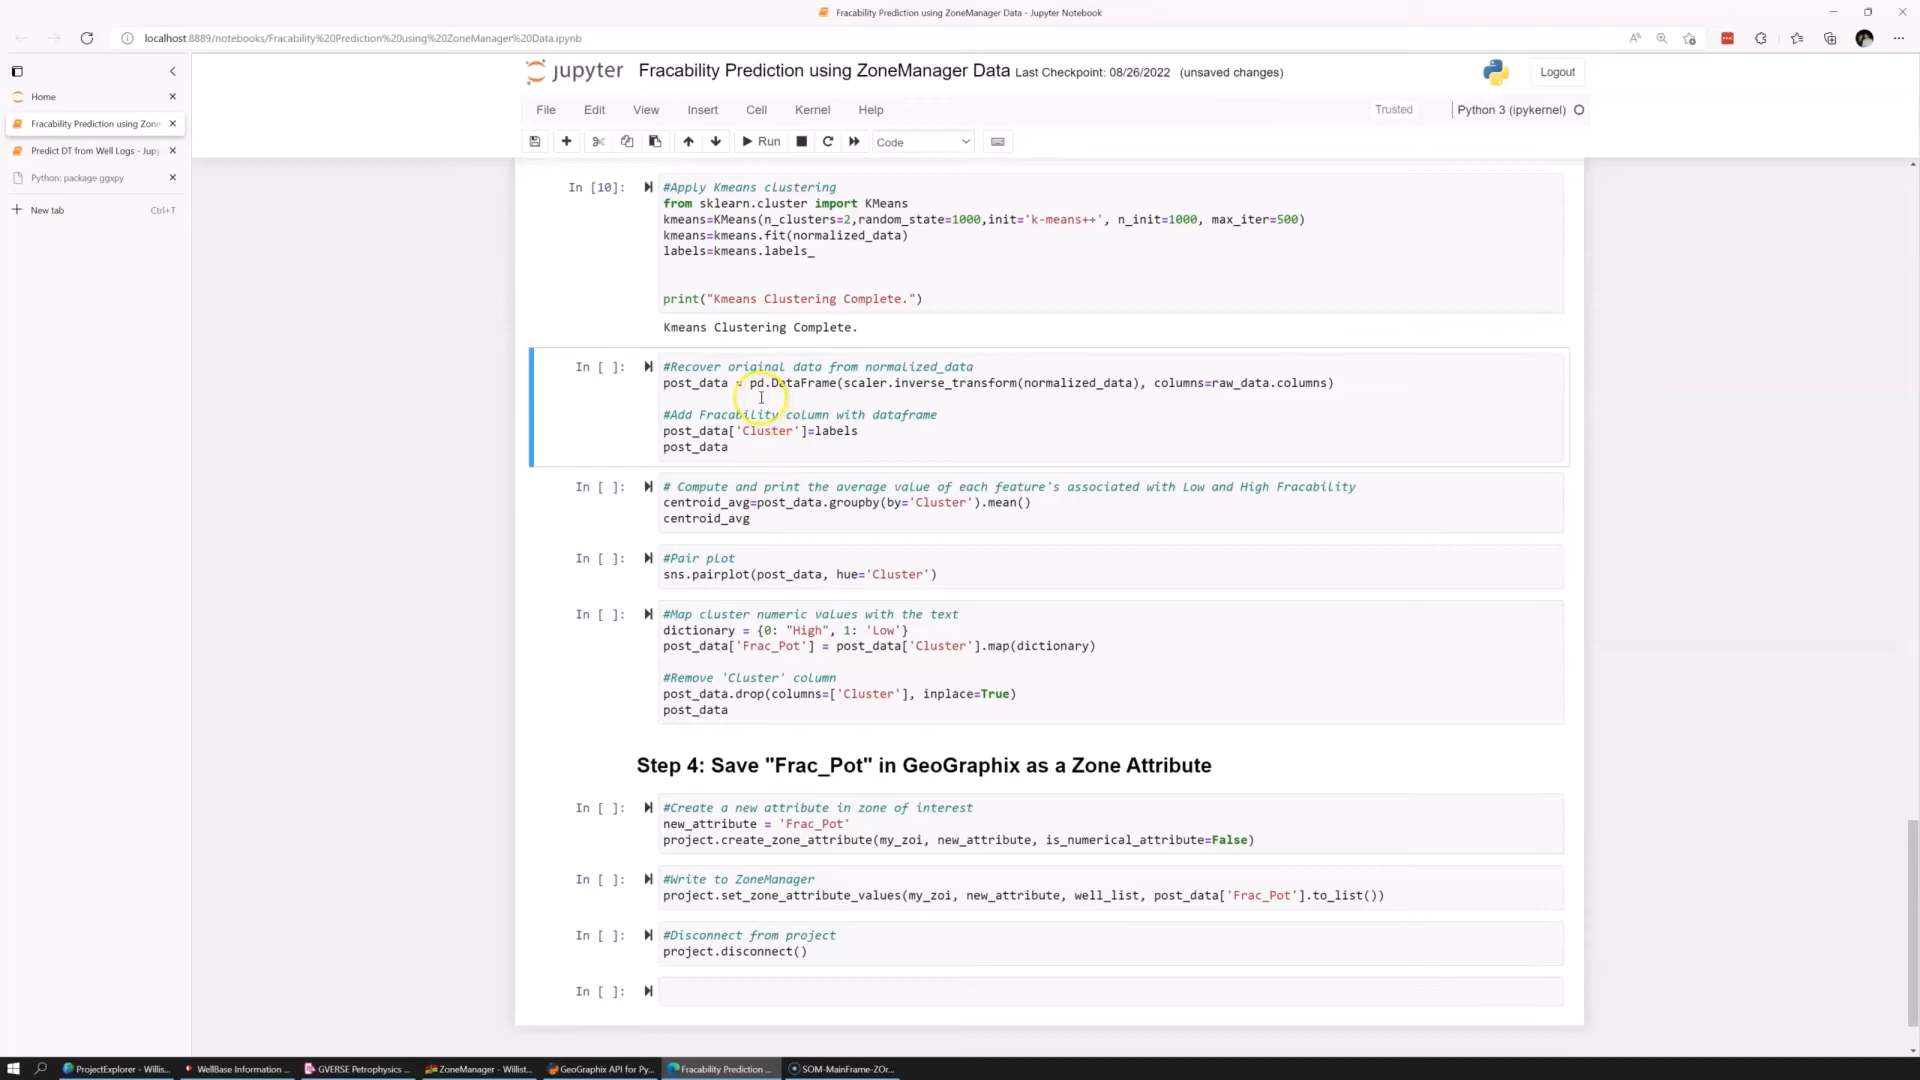 Fracability Prediction using ZoneManager Data - Jupyter Notebook
localhost:8889/notebooks/Fracability%20Prediction%20using%20ZoneManager%20Data.ipynb
Home
Fracability Prediction using Zone
Predict DT from Well Logs - Jupy
Python: package ggxpy
New tab Ctrl+T
jupyter Fracability Prediction using ZoneManager Data Last Checkpoint: 08/26/2022 (unsaved changes)
Logout
File Edit View Insert Cell Kernel Help
Trusted Python 3 (ipykernel)
Run Code
In [10]: #Apply Kmeans clustering
from sklearn.cluster import KMeans
kmeans=KMeans(n_clusters=2,random_state=1000,init='k-means++', n_init=1000, max_iter=500)
kmeans=kmeans.fit(normalized_data)
labels=kmeans.labels_
print("Kmeans Clustering Complete.")
Kmeans Clustering Complete.
In [ ]: #Recover original data from normalized_data
post_data = pd.DataFrame(scaler.inverse_transform(normalized_data), columns=raw_data.columns)
#Add Fracability column with dataframe
post_data['Cluster']=labels
post_data
In [ ]: # Compute and print the average value of each feature's associated with Low and High Fracability
centroid_avg=post_data.groupby(by='Cluster').mean()
centroid_avg
In [ ]: #Pair plot
sns.pairplot(post_data, hue='Cluster')
In [ ]: #Map cluster numeric values with the text
dictionary = {0: "High", 1: 'Low'}
post_data['Frac_Pot'] = post_data['Cluster'].map(dictionary)
#Remove 'Cluster' column
post_data.drop(columns=['Cluster'], inplace=True)
post_data
Step 4: Save "Frac_Pot" in GeoGraphix as a Zone Attribute
In [ ]: #Create a new attribute in zone of interest
new_attribute = 'Frac_Pot'
project.create_zone_attribute(my_zoi, new_attribute, is_numerical_attribute=False)
In [ ]: #Write to ZoneManager
project.set_zone_attribute_values(my_zoi, new_attribute, well_list, post_data['Frac_Pot'].to_list())
In [ ]: #Disconnect from project
project.disconnect()
In [ ]:
ProjectExplorer - Willis... WellBase Information ... GVERSE Petrophysics ... ZoneManager - Willist... GeoGraphix API for Py... Fracability Prediction ... SOM-MainFrame-ZOr...